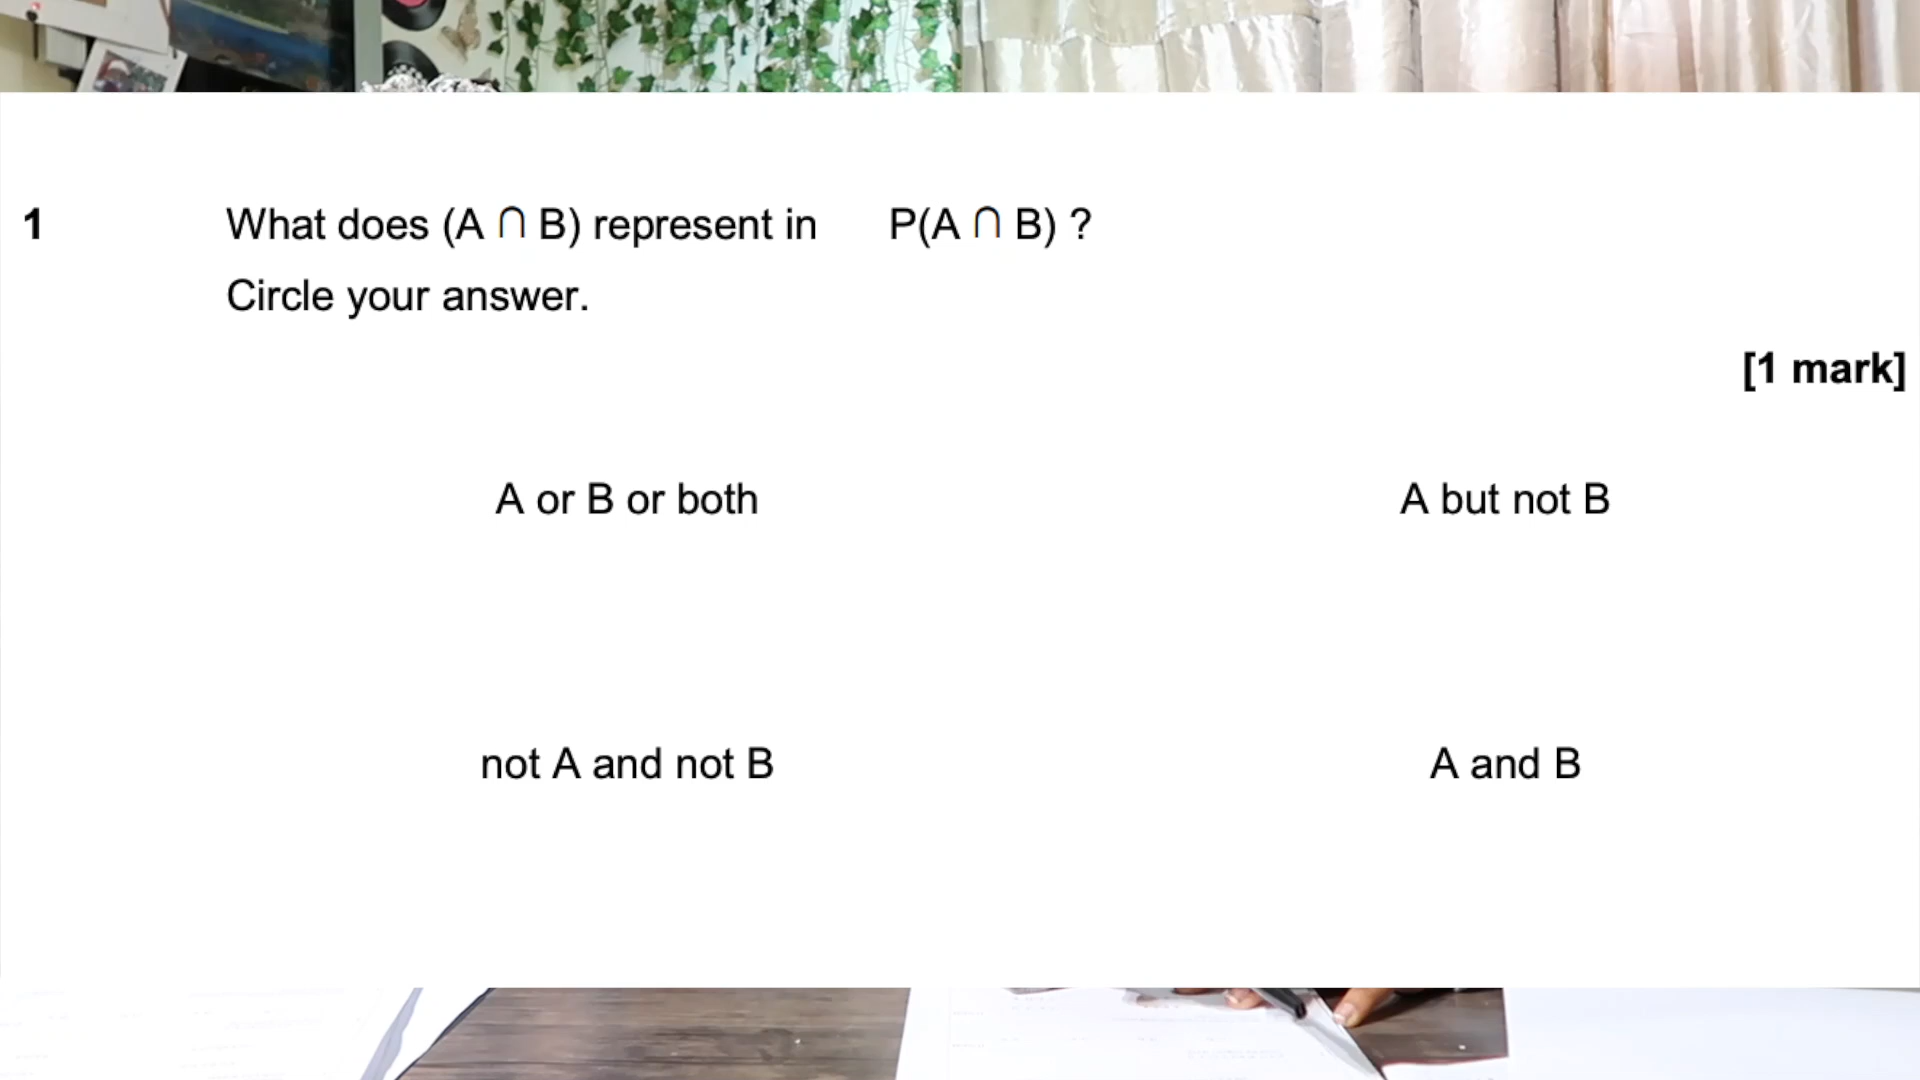 1 What does (A ∩ B) represent in P(A ∩ B) ?
Circle your answer.
[1 mark]
A or B or both A but not B
not A and not B A and B